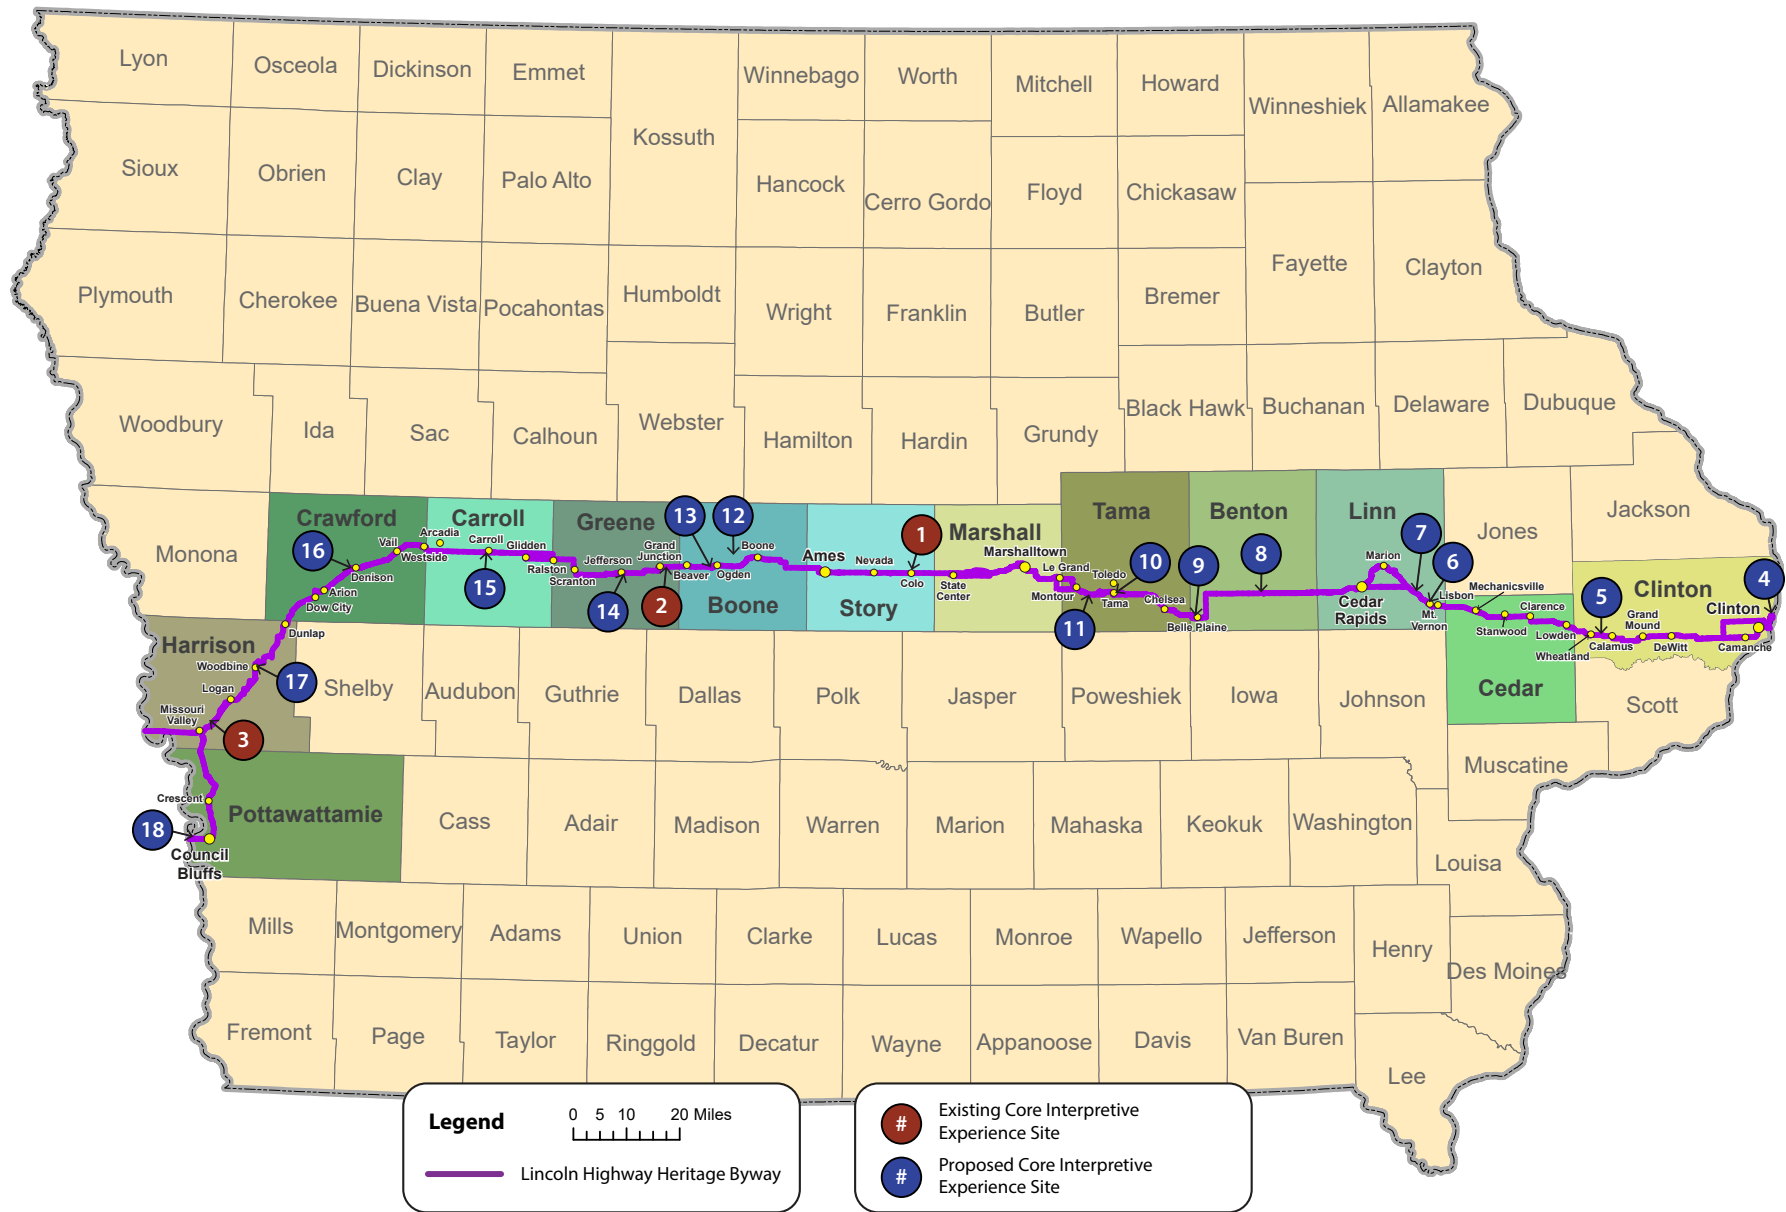 Lyon
Osceola
Dickinson
Emmet
Winnebago
Worth
Mitchell
Howard
Winneshiek
Allamakee
Kossuth
Sioux
Obrien
Clay
Palo Alto
Hancock
Cerro Gordo
Floyd
Chickasaw
Fayette
Clayton
Plymouth
Cherokee
Buena Vista
Pocahontas
Humboldt
Wright
Franklin
Butler
Bremer
Woodbury
Ida
Sac
Calhoun
Webster
Hamilton
Hardin
Grundy
Black Hawk
Buchanan
Delaware
Dubuque
Monona
Crawford
Carroll
Greene
13
12
1
Marshall
Tama
Benton
Linn
Jones
Jackson
16
Vail
Arcadia
Westside
Carroll
Glidden
Denison
Arion
Dow City
15
Ralston
Scranton
Jefferson
Grand
Junction
Beaver
Ogden
Boone
14
2
Boone
Ames
Nevada
Colo
Story
Marshalltown
State
Center
Le Grand
Montour
Toledo
Tama
10
11
Chelsea
9
Belle Plaine
8
Marion
7
6
Cedar
Rapids
Mt.
Vernon
Lisbon
Mechanicsville
Stanwood
Clarence
Lowden
Wheatland
5
Calamus
Grand
Mound
DeWitt
Clinton
Clinton
4
Camanche
Harrison
Dunlap
Woodbine
17
Logan
Missouri
Valley
3
Shelby
Audubon
Guthrie
Dallas
Polk
Jasper
Poweshiek
Iowa
Johnson
Cedar
Scott
Muscatine
Crescent
Pottawattamie
18
Council
Bluffs
Cass
Adair
Madison
Warren
Marion
Mahaska
Keokuk
Washington
Louisa
Mills
Montgomery
Adams
Union
Clarke
Lucas
Monroe
Wapello
Jefferson
Henry
Des Moines
Fremont
Page
Taylor
Ringgold
Decatur
Wayne
Appanoose
Davis
Van Buren
Lee
Legend
0 5 10 20 Miles
Lincoln Highway Heritage Byway
# Existing Core Interpretive
Experience Site
# Proposed Core Interpretive
Experience Site